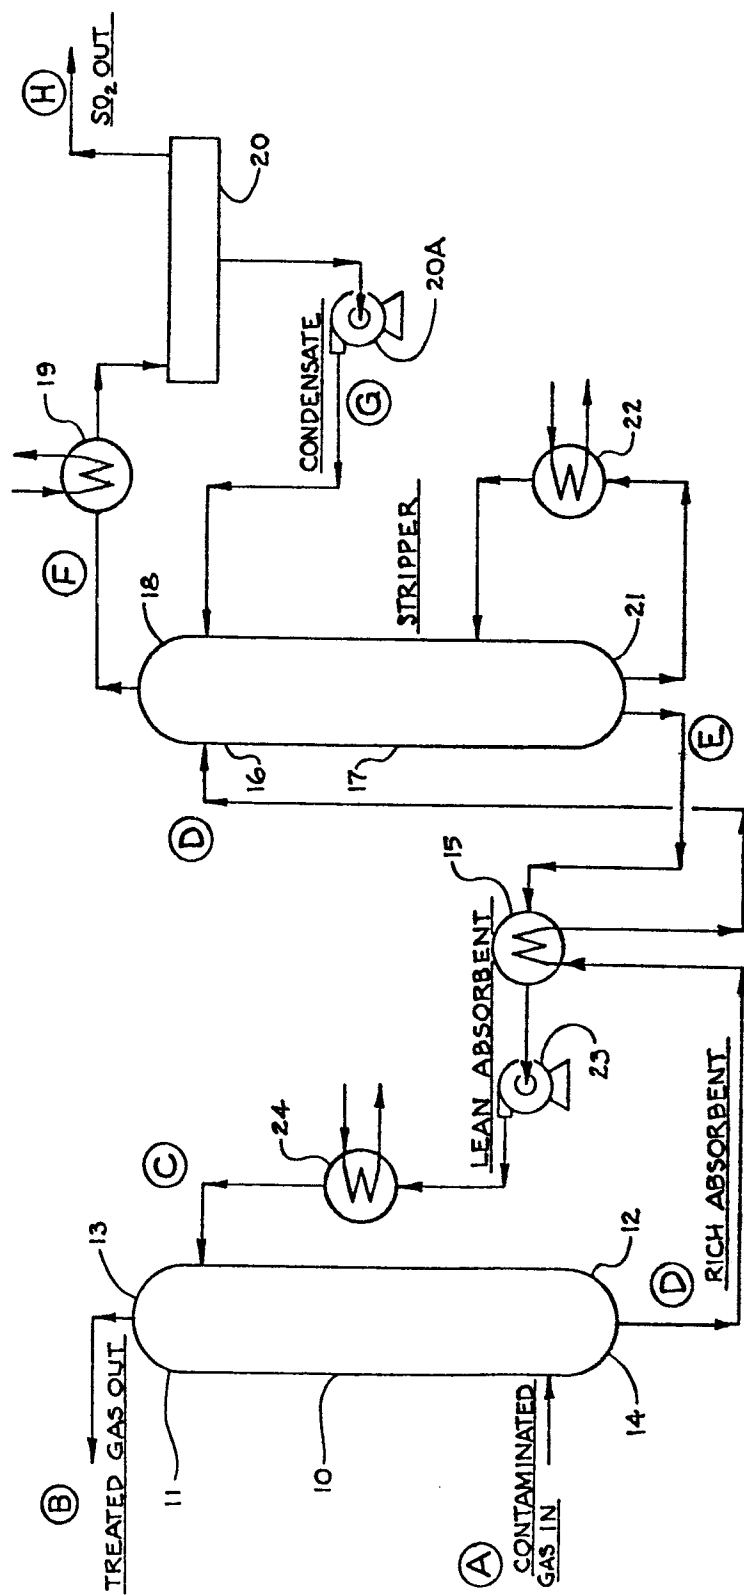 B
TREATED GAS OUT
11
10
A
CONTAMINATED
GAS IN
13
12
14
C
24
D
RICH ABSORBENT
LEAN ABSORBENT
23
15
D
16
17
E
18
STRIPPER
21
22
F
19
CONDENSATE
G
20A
20
H
SO₂ OUT